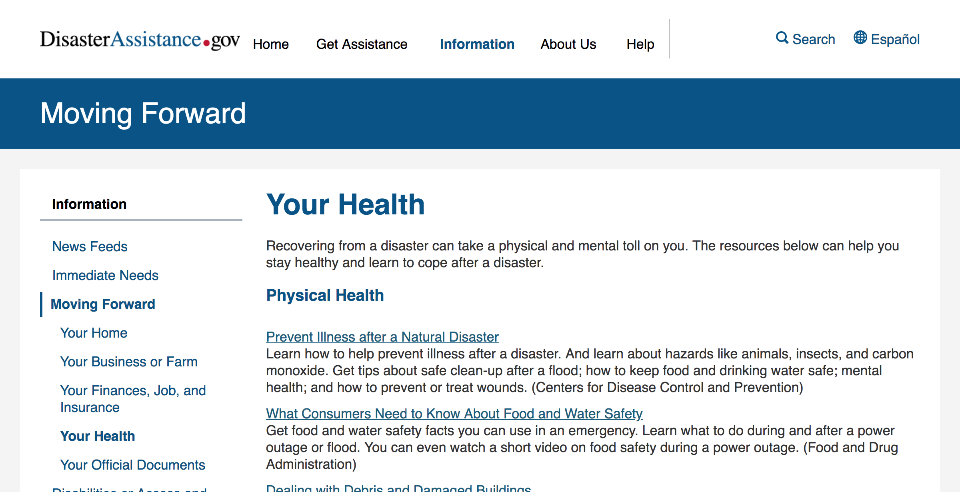 DisasterAssistance.gov
Home
Get Assistance
Information
About Us
Help
Search
Español
Moving Forward
Information
News Feeds
Immediate Needs
Moving Forward
Your Home
Your Business or Farm
Your Finances, Job, and
Insurance
Your Health
Your Official Documents
Disabilities or Access and
Your Health
Recovering from a disaster can take a physical and mental toll on you. The resources below can help you
stay healthy and learn to cope after a disaster.
Physical Health
Prevent Illness after a Natural Disaster
Learn how to help prevent illness after a disaster. And learn about hazards like animals, insects, and carbon
monoxide. Get tips about safe clean-up after a flood; how to keep food and drinking water safe; mental
health; and how to prevent or treat wounds. (Centers for Disease Control and Prevention)
What Consumers Need to Know About Food and Water Safety
Get food and water safety facts you can use in an emergency. Learn what to do during and after a power
outage or flood. You can even watch a short video on food safety during a power outage. (Food and Drug
Administration)
Dealing with Debris and Damaged Buildings